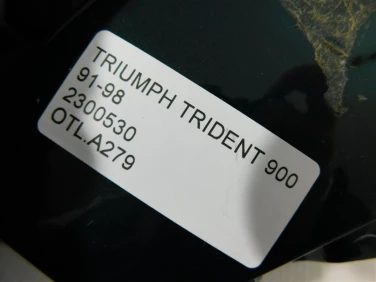 TRIUMPH TRIDENT 900
91-98
2300530
OTL.A279